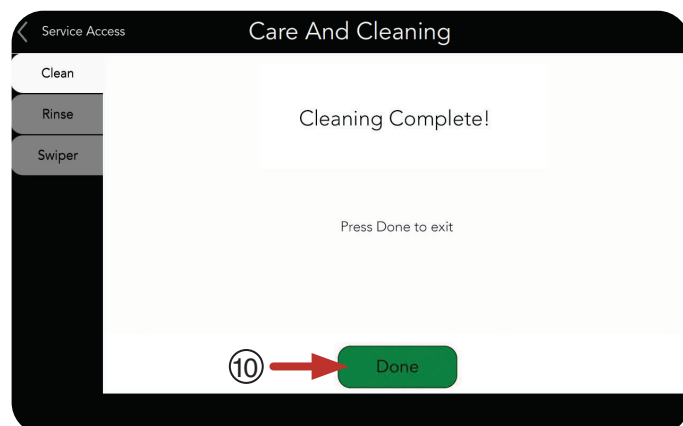 Service Access
Care And Cleaning
Clean
Rinse
Swiper
Cleaning Complete!
Press Done to exit
10
Done